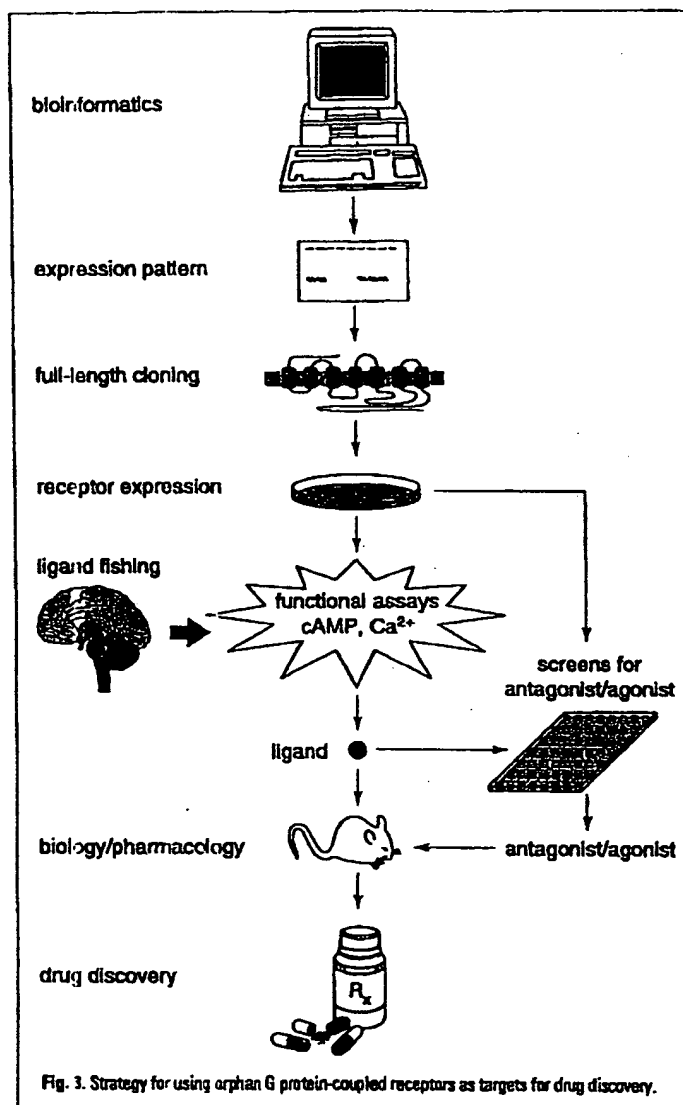 bioinformatics
expression pattern
full-length cloning
receptor expression
ligand fishing
functional assays
cAMP, Ca²⁺
screens for
antagonist/agonist
ligand
biology/pharmacology
antagonist/agonist
drug discovery
Rx
Fig. 3. Strategy for using orphan G protein-coupled receptors as targets for drug discovery.